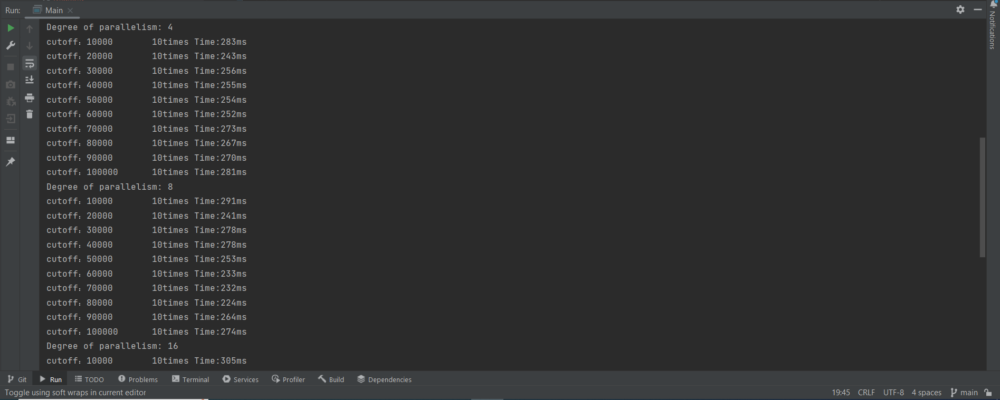 Run: Main
Notifications
Degree of parallelism: 4
cutoff：10000 10times Time:283ms
cutoff：20000 10times Time:243ms
cutoff：30000 10times Time:256ms
cutoff：40000 10times Time:255ms
cutoff：50000 10times Time:254ms
cutoff：60000 10times Time:252ms
cutoff：70000 10times Time:273ms
cutoff：80000 10times Time:267ms
cutoff：90000 10times Time:270ms
cutoff：100000 10times Time:281ms
Degree of parallelism: 8
cutoff：10000 10times Time:291ms
cutoff：20000 10times Time:241ms
cutoff：30000 10times Time:278ms
cutoff：40000 10times Time:278ms
cutoff：50000 10times Time:253ms
cutoff：60000 10times Time:233ms
cutoff：70000 10times Time:232ms
cutoff：80000 10times Time:224ms
cutoff：90000 10times Time:264ms
cutoff：100000 10times Time:274ms
Degree of parallelism: 16
cutoff：10000 10times Time:305ms
Git Run TODO Problems Terminal Services Profiler Build Dependencies
Toggle using soft wraps in current editor 19:45 CRLF UTF-8 4 spaces main